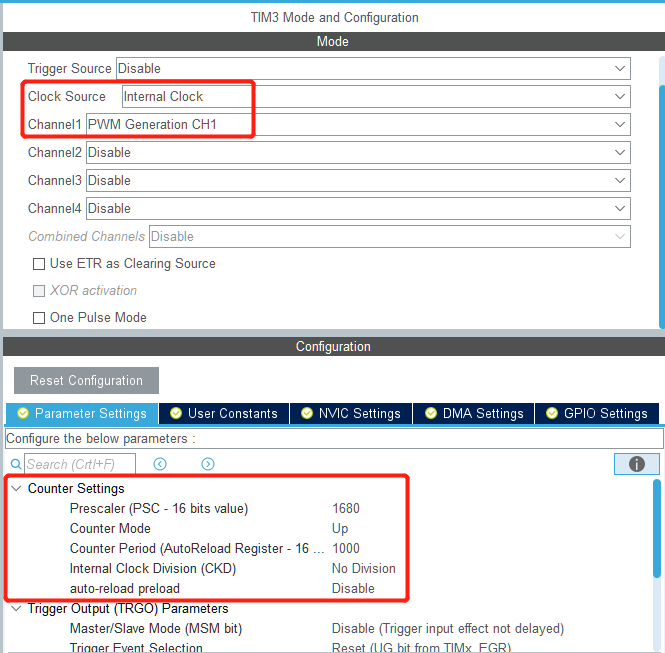 TIM3 Mode and Configuration
Mode
Trigger Source Disable
Clock Source Internal Clock
Channel1 PWM Generation CH1
Channel2 Disable
Channel3 Disable
Channel4 Disable
Combined Channels Disable
Use ETR as Clearing Source
XOR activation
One Pulse Mode
Configuration
Reset Configuration
Parameter Settings User Constants NVIC Settings DMA Settings GPIO Settings
Configure the below parameters :
Search (Crtl+F)
Counter Settings
Prescaler (PSC - 16 bits value) 1680
Counter Mode Up
Counter Period (AutoReload Register - 16 ... 1000
Internal Clock Division (CKD) No Division
auto-reload preload Disable
Trigger Output (TRGO) Parameters
Master/Slave Mode (MSM bit) Disable (Trigger input effect not delayed)
Trigger Event Selection Reset (UG bit from TIMx_EGR)